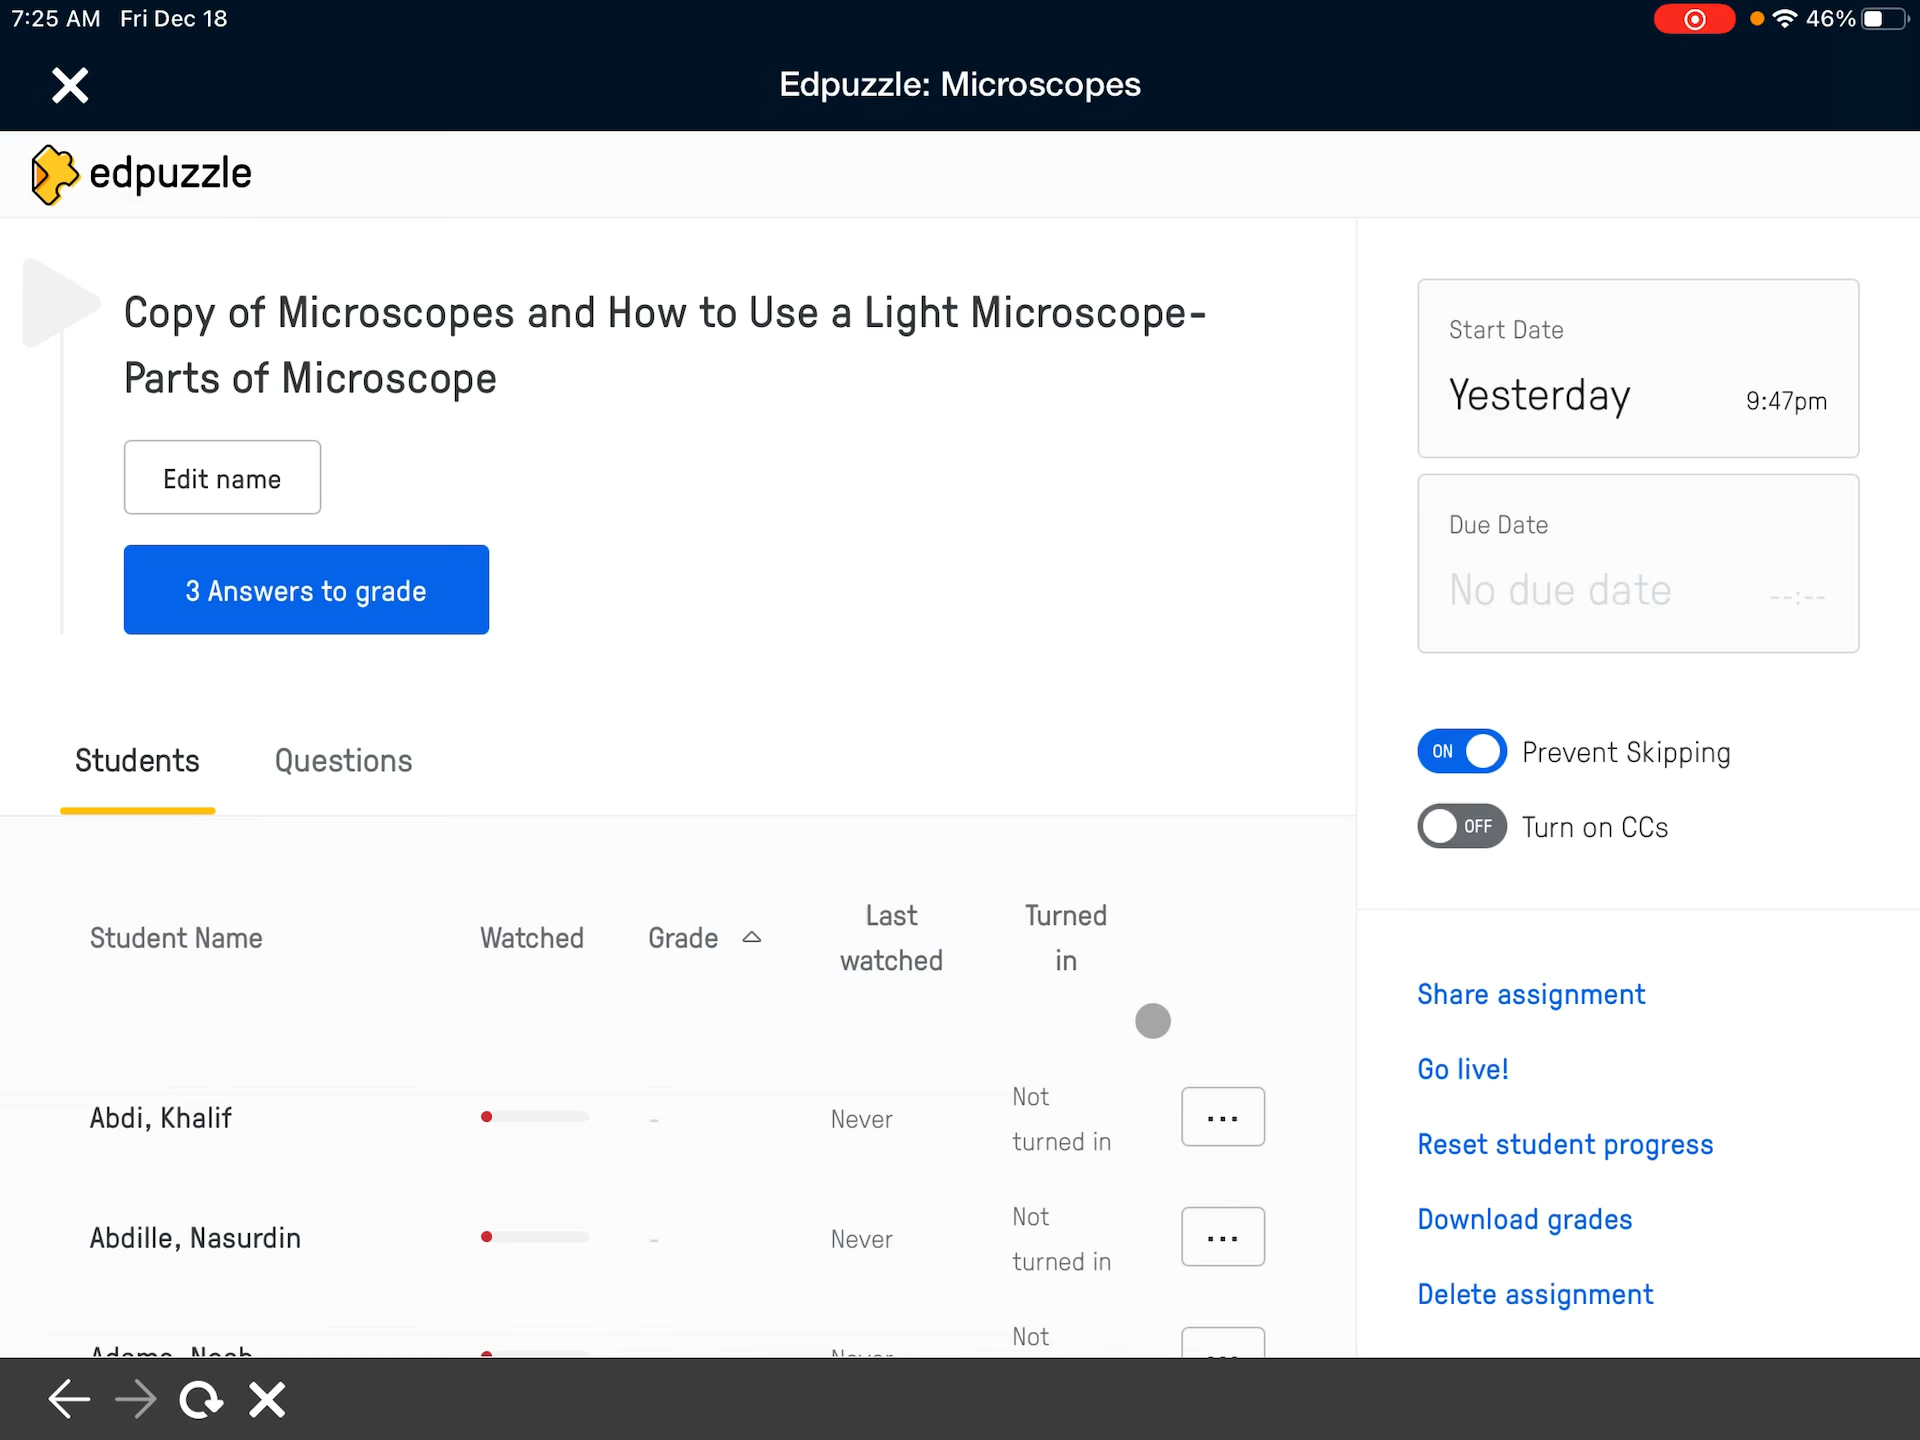 7:25 AM Fri Dec 18
46%
Edpuzzle: Microscopes
edpuzzle
Copy of Microscopes and How to Use a Light Microscope-
Parts of Microscope
Edit name
3 Answers to grade
Start Date
Yesterday 9:47pm
Due Date
No due date --:--
ON Prevent Skipping
OFF Turn on CCs
Students Questions
Student Name Watched Grade Last watched Turned in
Abdi, Khalif - Never Not turned in ...
Abdille, Nasurdin - Never Not turned in ...
Never Not
Share assignment
Go live!
Reset student progress
Download grades
Delete assignment